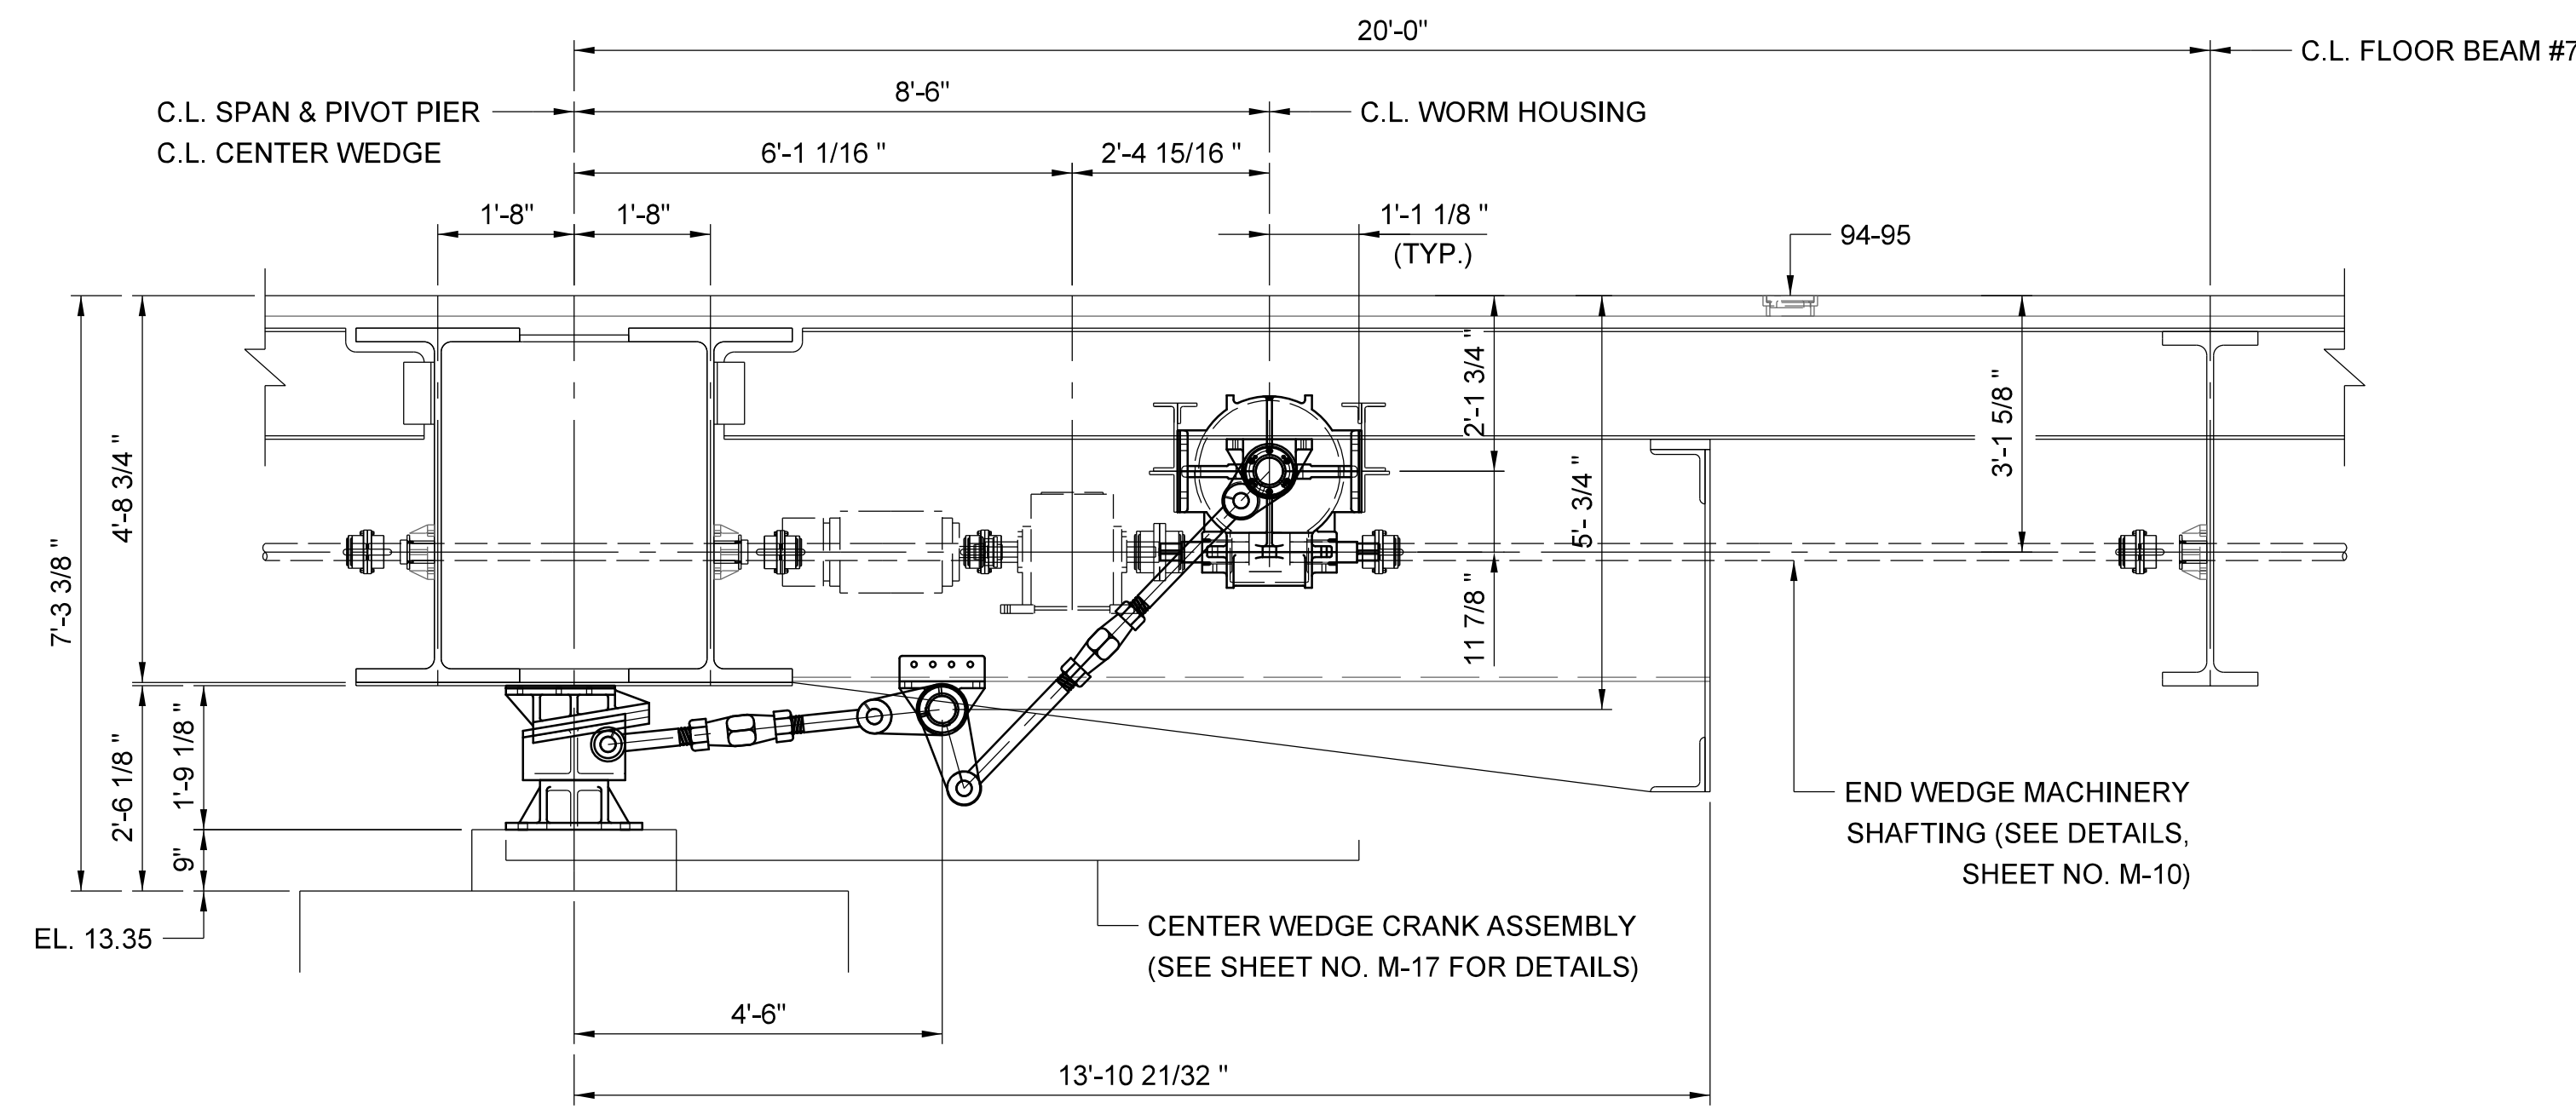 20'-0"
C.L. FLOOR BEAM #7
8'-6"
C.L. SPAN & PIVOT PIER
C.L. CENTER WEDGE
C.L. WORM HOUSING
6'-1 1/16 "
2'-4 15/16 "
1'-8"
1'-8"
1'-1 1/8 "
(TYP.)
94-95
7'-3 3/8 "
4'-8 3/4 "
2'-1 3/4 "
5'- 3/4 "
3'-1 5/8 "
11 7/8 "
2'-6 1/8 "
1'-9 1/8 "
9"
EL. 13.35
END WEDGE MACHINERY
SHAFTING (SEE DETAILS,
SHEET NO. M-10)
CENTER WEDGE CRANK ASSEMBLY
(SEE SHEET NO. M-17 FOR DETAILS)
4'-6"
13'-10 21/32 "